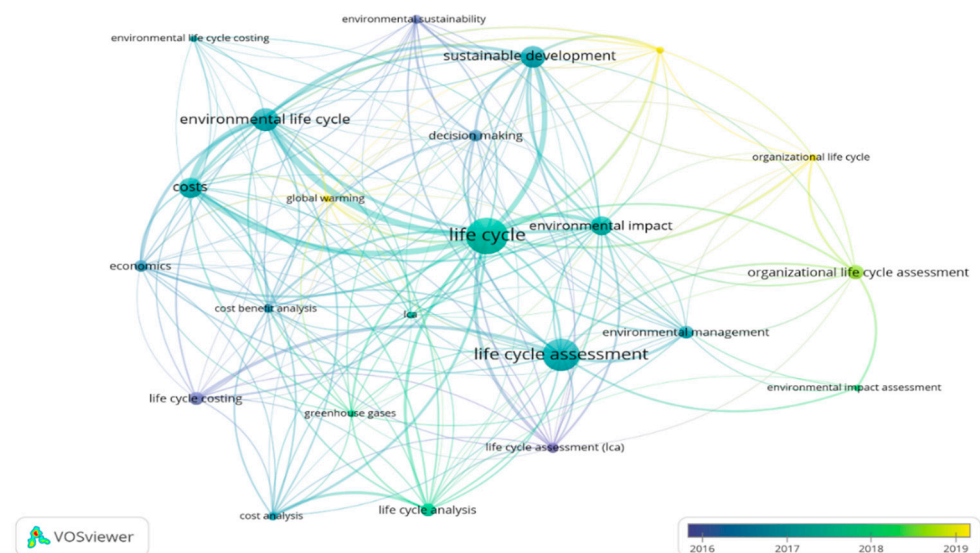 environmental sustainability
environmental life cycle costing
sustainable development
environmental life cycle
decision making
organizational life cycle
costs
global warming
life cycle
environmental impact
economics
organizational life cycle assessment
cost benefit analysis
lca
environmental management
life cycle assessment
environmental impact assessment
life cycle costing
greenhouse gases
life cycle assessment (lca)
cost analysis
life cycle analysis
VOSviewer
2016 2017 2018 2019